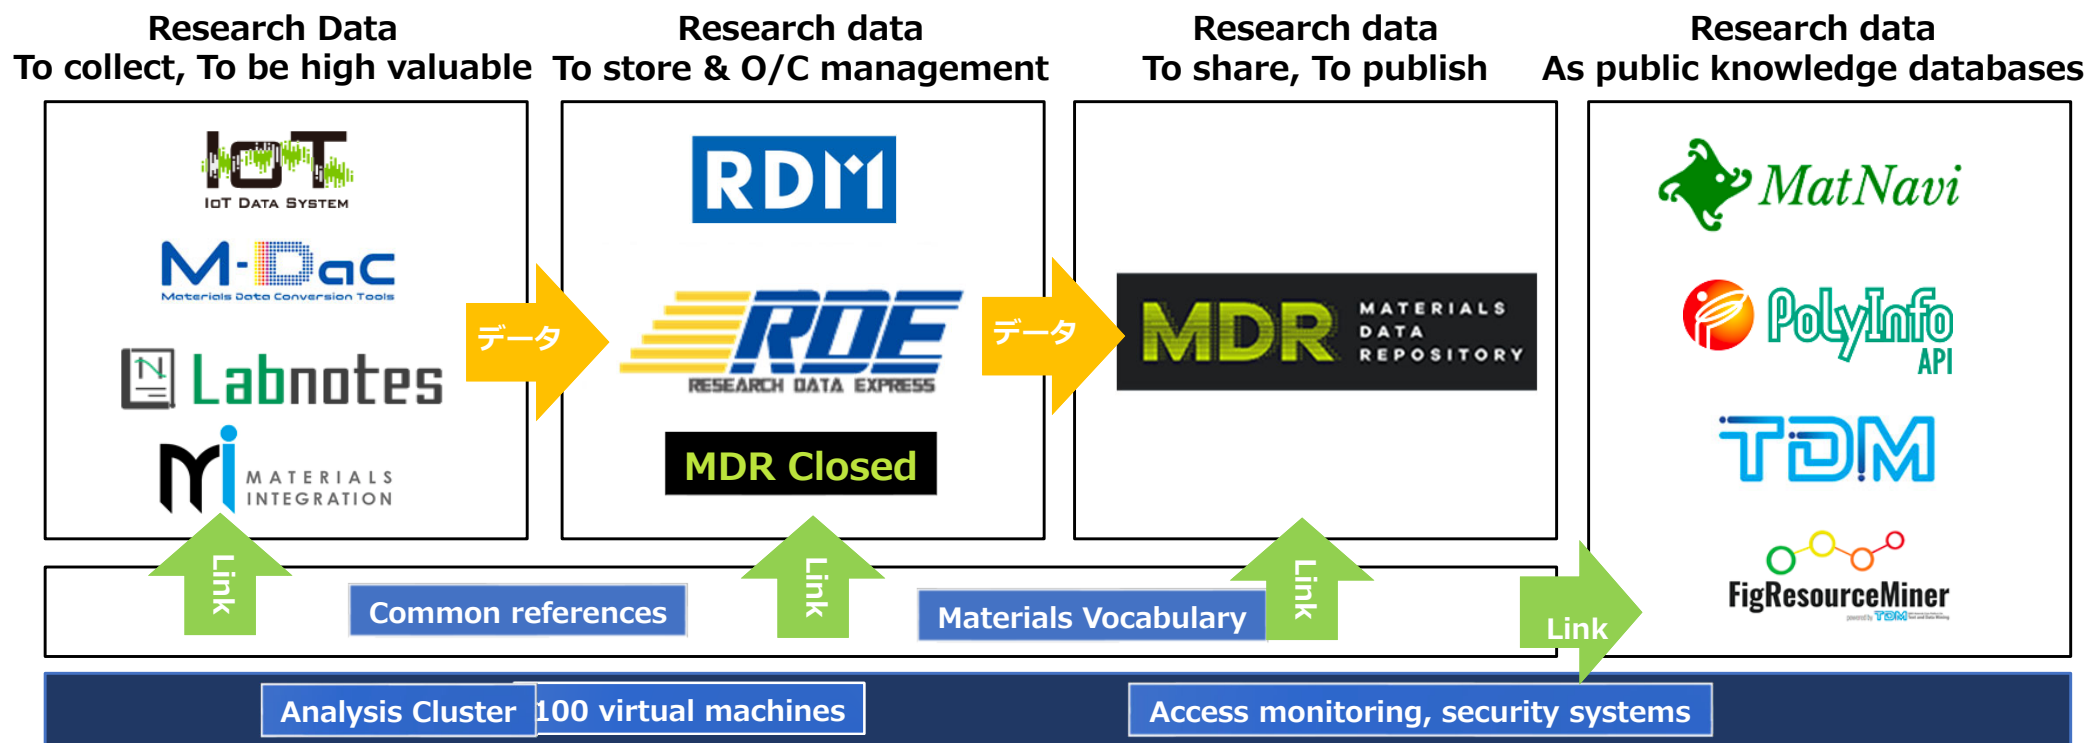 Research Data
To collect, To be high valuable
Research data
To store & O/C management
Research data
To share, To publish
Research data
As public knowledge databases
IoT
IoT DATA SYSTEM
M-DaC
Materials Data Conversion Tools
Labnotes
Mi MATERIALS
INTEGRATION
データ
RDM
RDE
RESEARCH DATA EXPRESS
MDR Closed
データ
MDR
MATERIALS
DATA
REPOSITORY
MatNavi
PoLyInfo
API
TDM
FigResourceMiner
powered by TDM
Link
Link
Link
Link
Common references
Materials Vocabulary
Analysis Cluster
100 virtual machines
Access monitoring, security systems